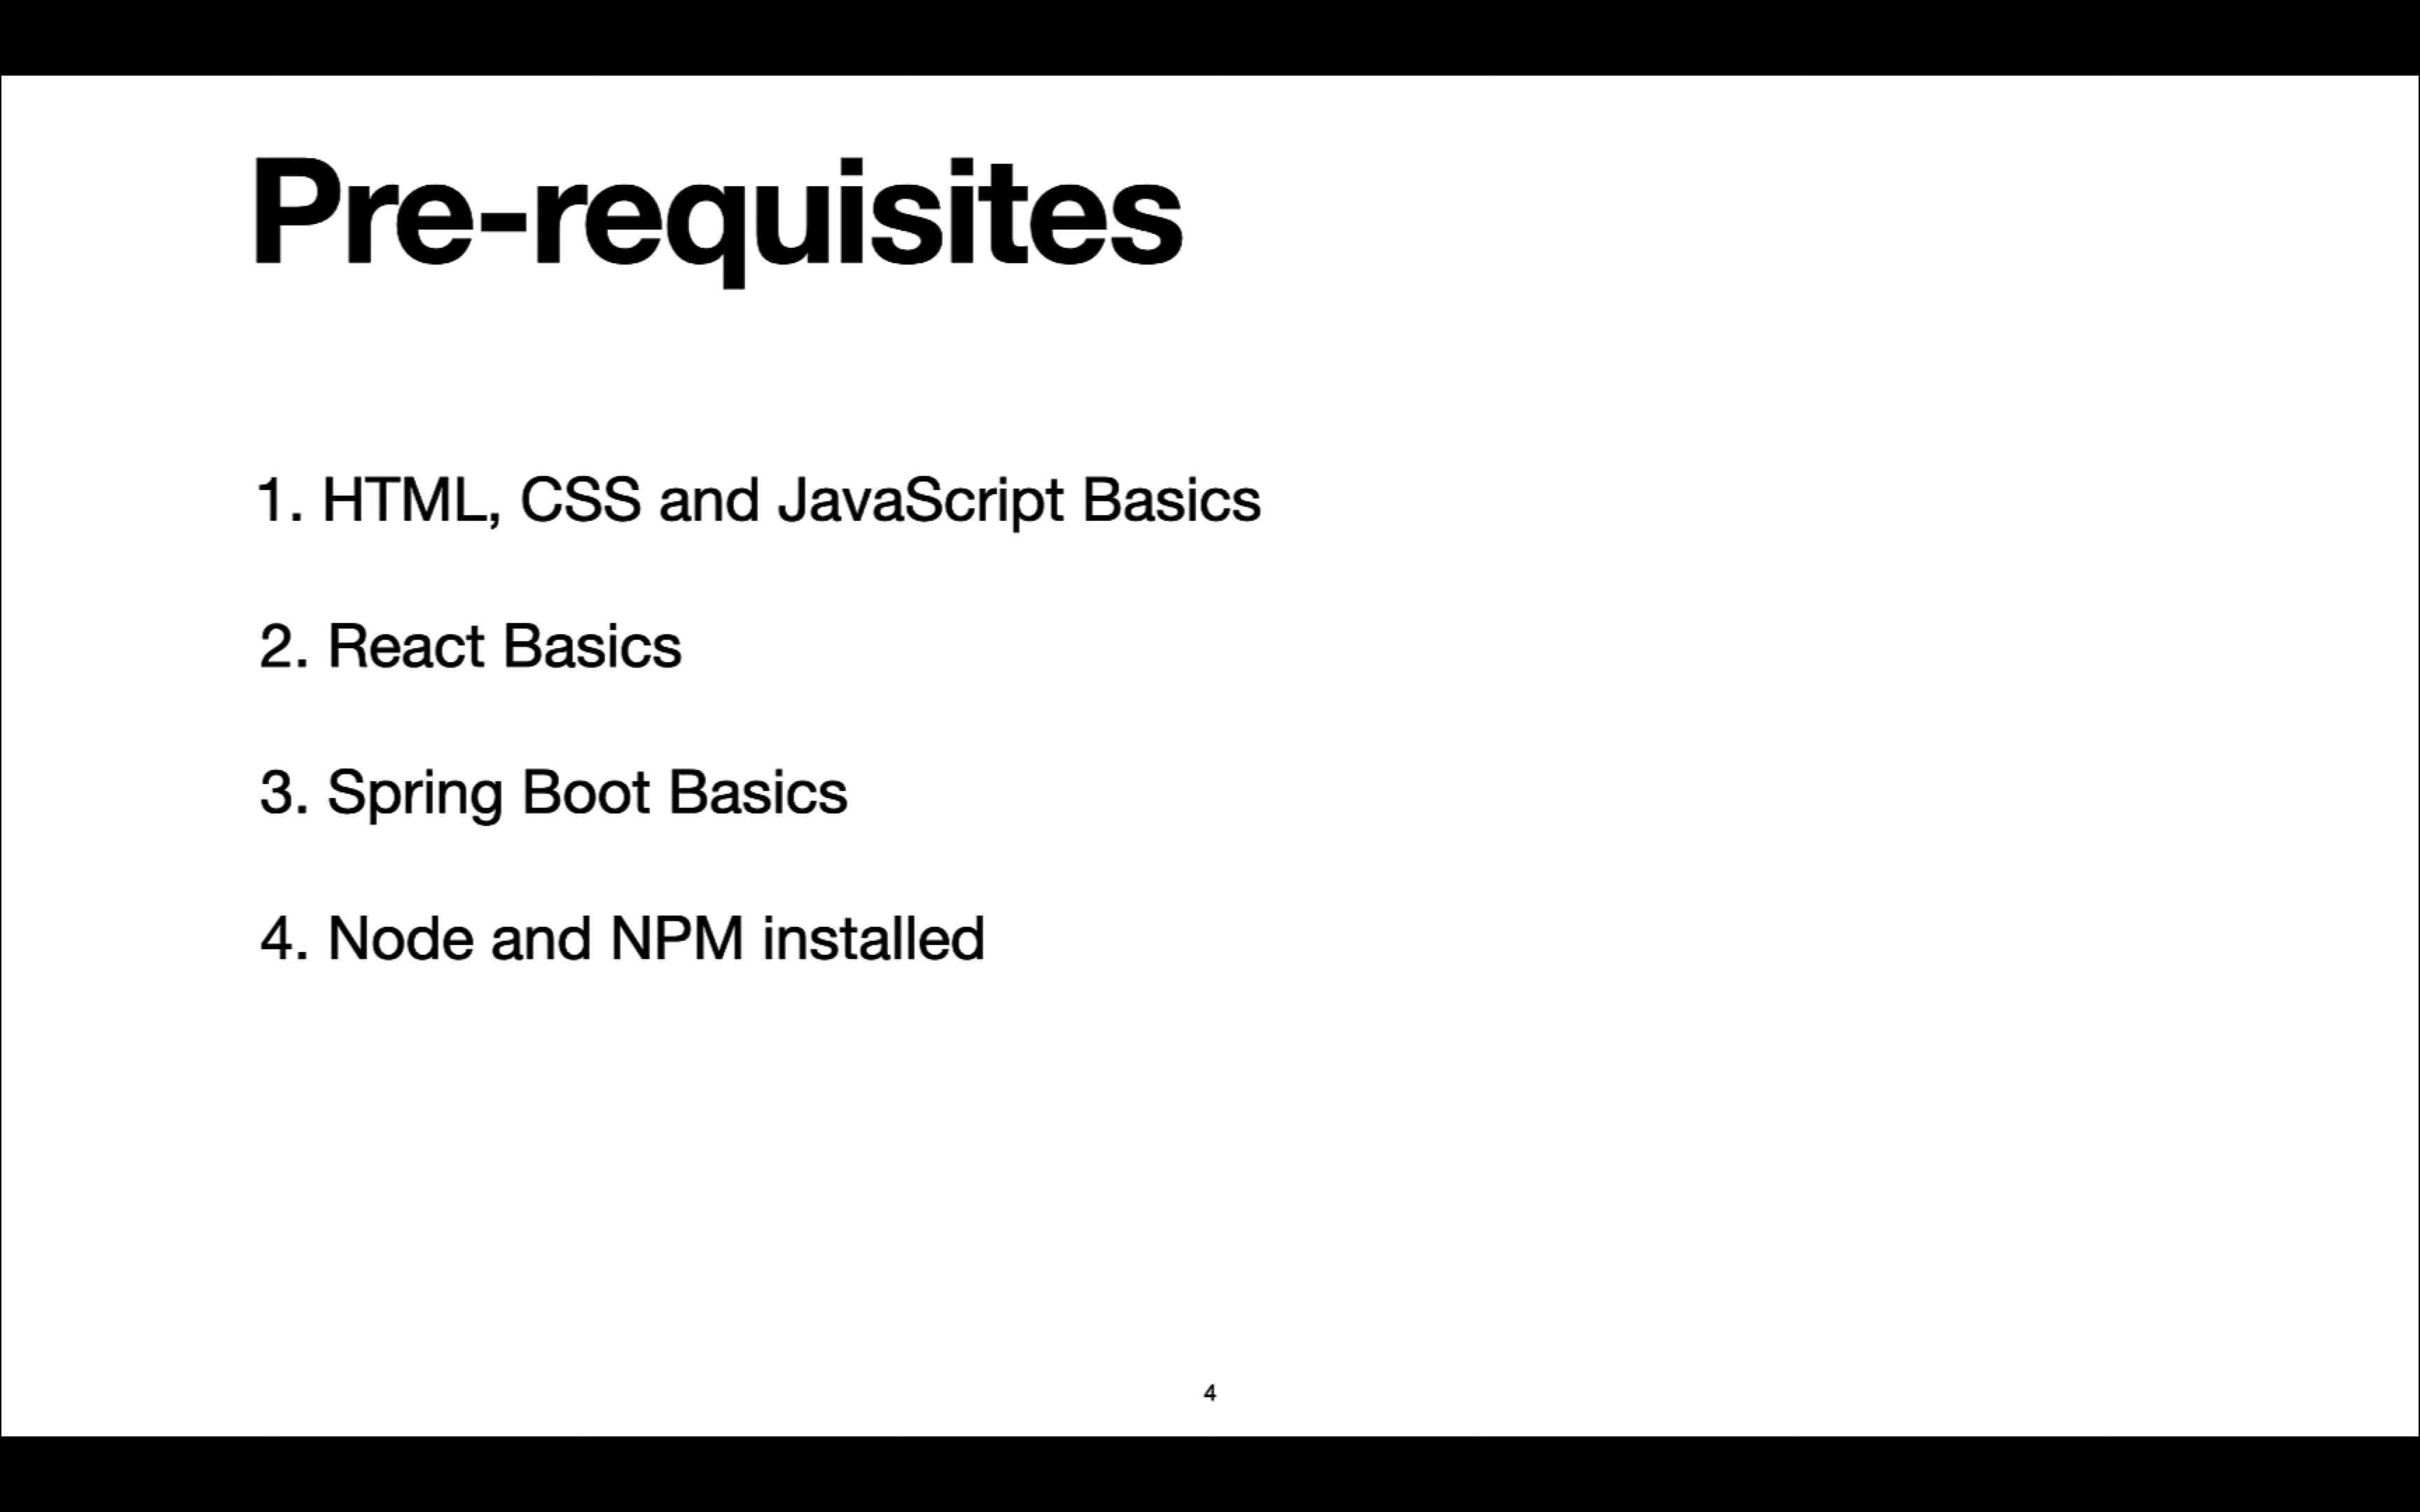 Pre-requisites
1. HTML, CSS and JavaScript Basics
2. React Basics
3. Spring Boot Basics
4. Node and NPM installed
4